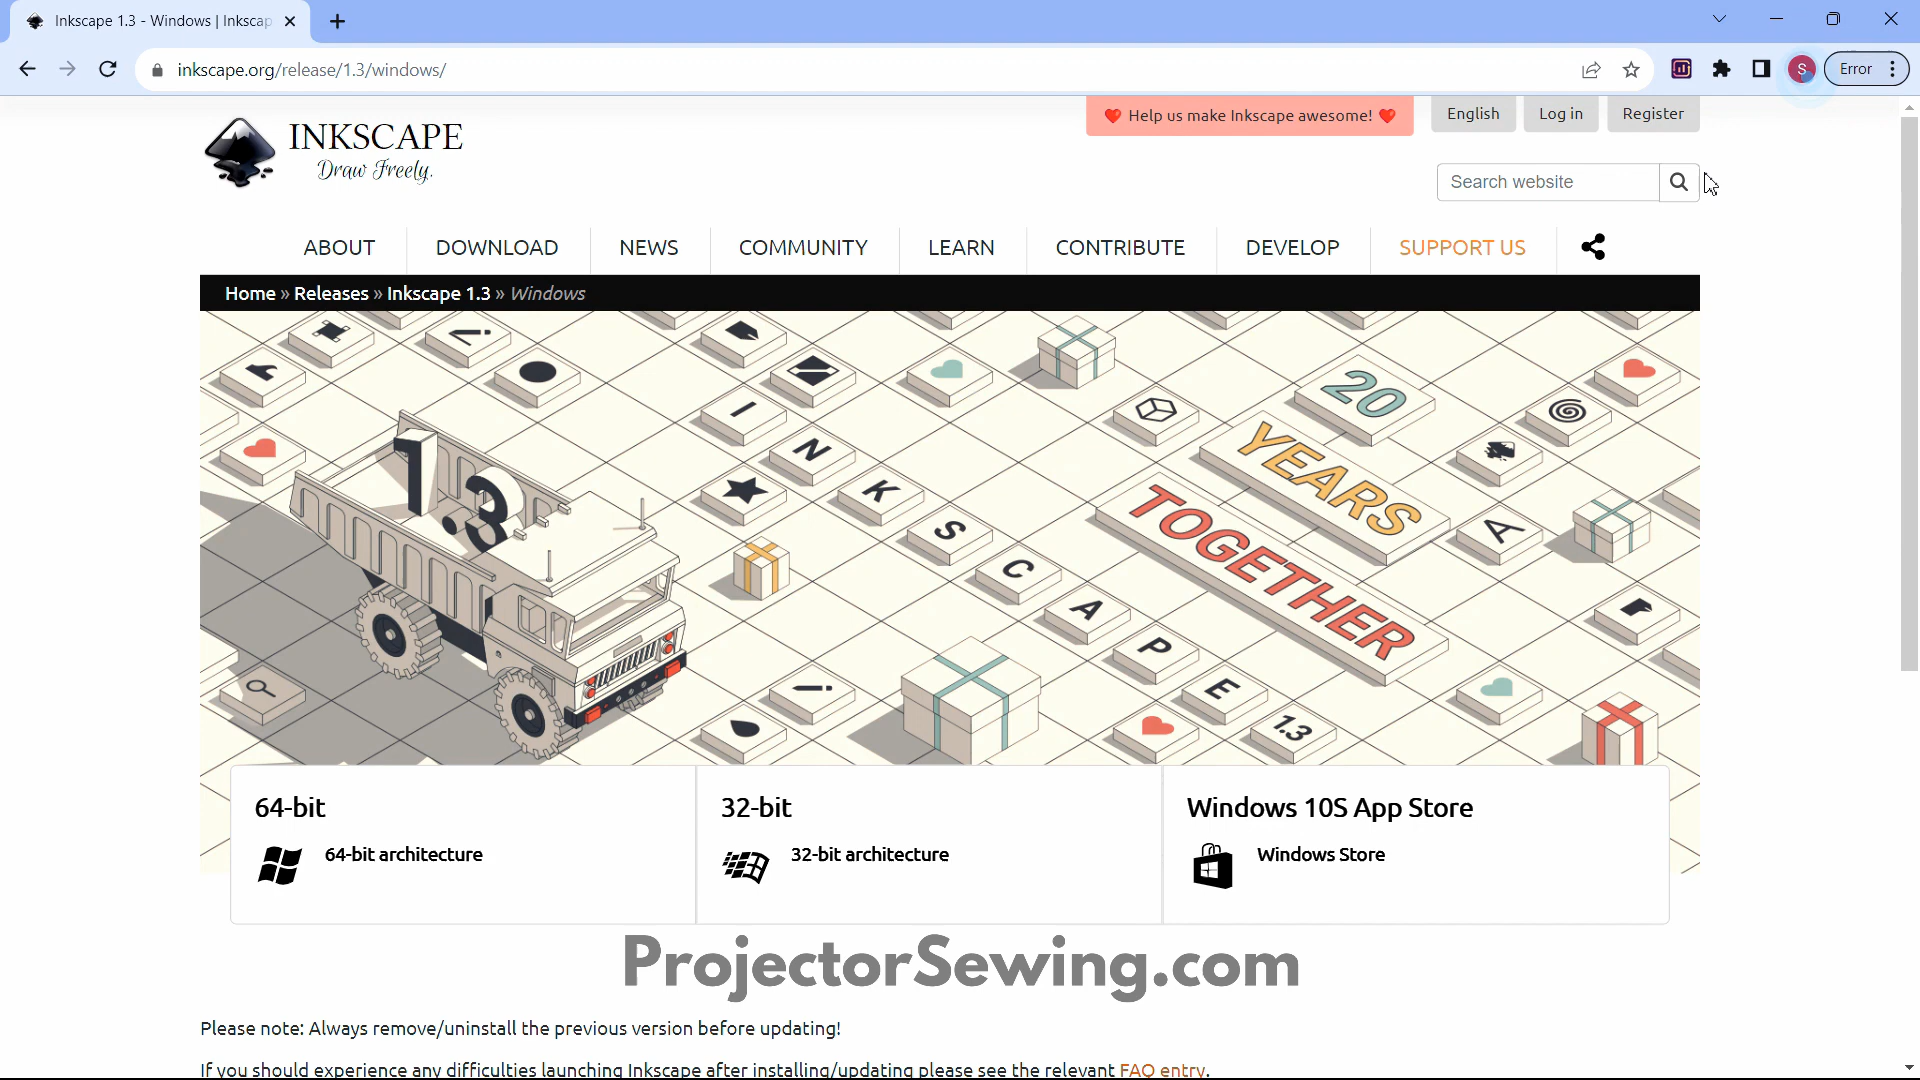 Inkscape 1.3 - Windows | Inkscap
inkscape.org/release/1.3/windows/
S
Error
Help us make Inkscape awesome!
English
Log in
Register
INKSCAPE
Draw Freely.
Search website
ABOUT
DOWNLOAD
NEWS
COMMUNITY
LEARN
CONTRIBUTE
DEVELOP
SUPPORT US
Home » Releases » Inkscape 1.3 » Windows
1.3
I N K S C A P E 1.3
20
YEARS
TOGETHER
A
64-bit
64-bit architecture
32-bit
32-bit architecture
Windows 10S App Store
Windows Store
ProjectorSewing.com
Please note: Always remove/uninstall the previous version before updating!
If you should experience any difficulties launching Inkscape after installing/updating please see the relevant FAQ entry.